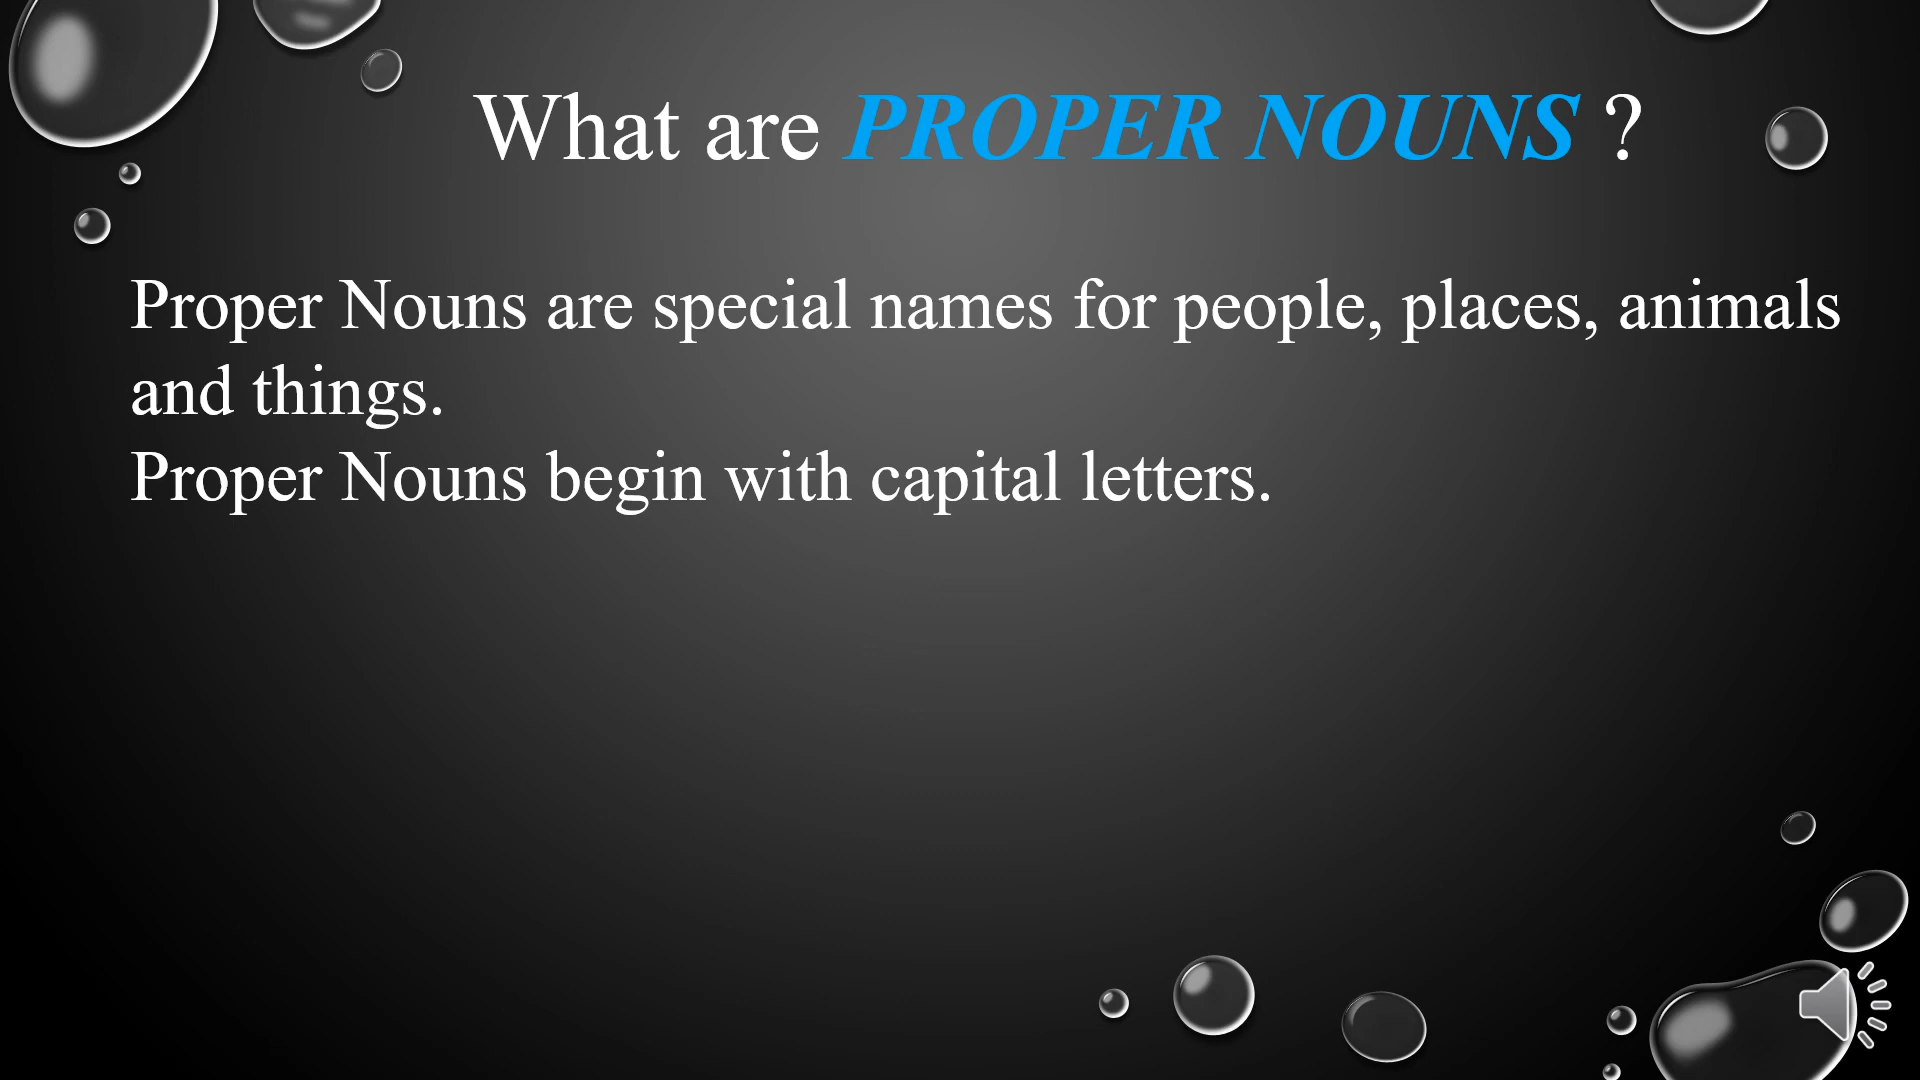 What are PROPER NOUNS ?
Proper Nouns are special names for people, places, animals
and things.
Proper Nouns begin with capital letters.